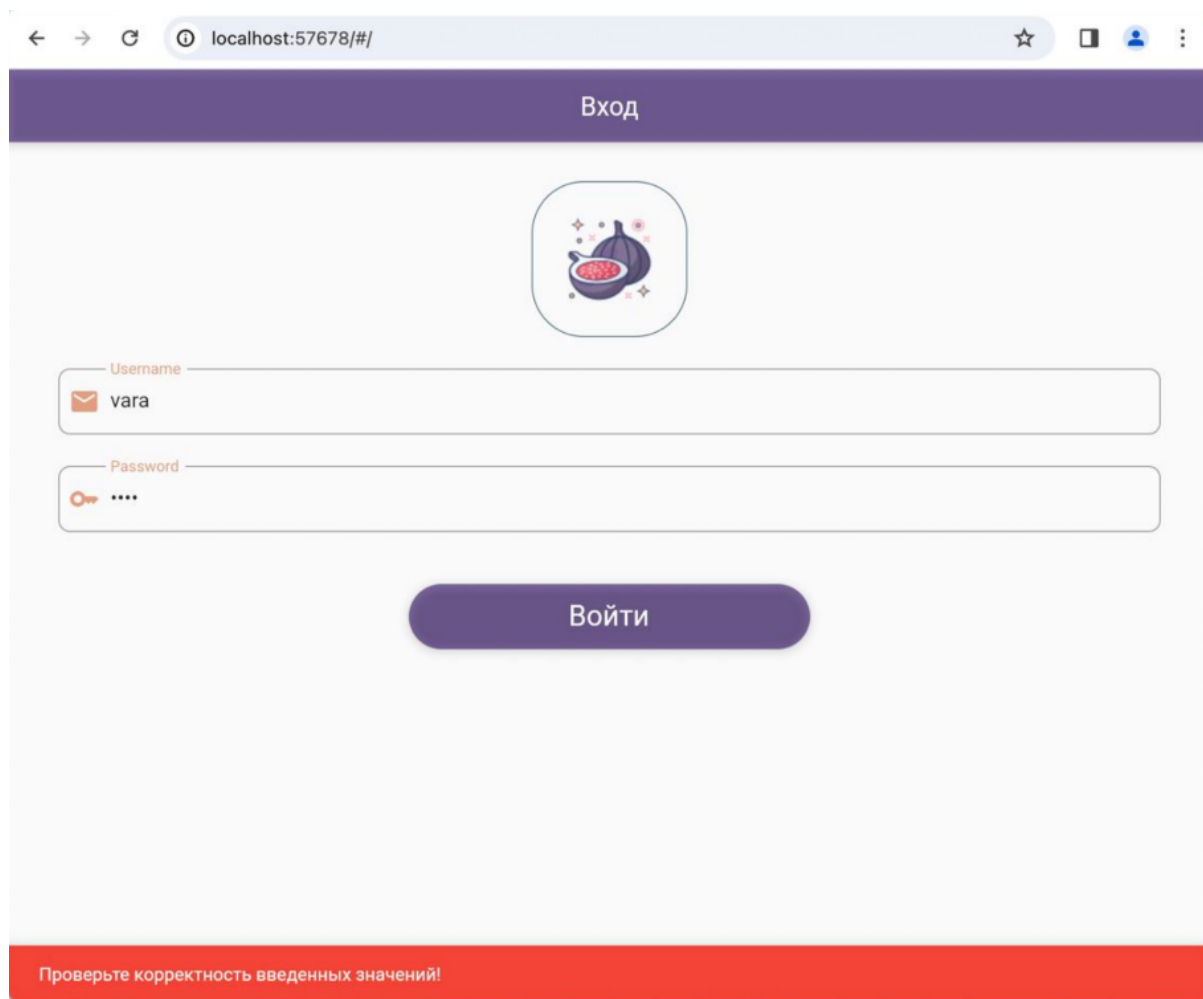 localhost:57678/#/
Вход
Username
vara
Password
••••
Войти
Проверьте корректность введенных значений!